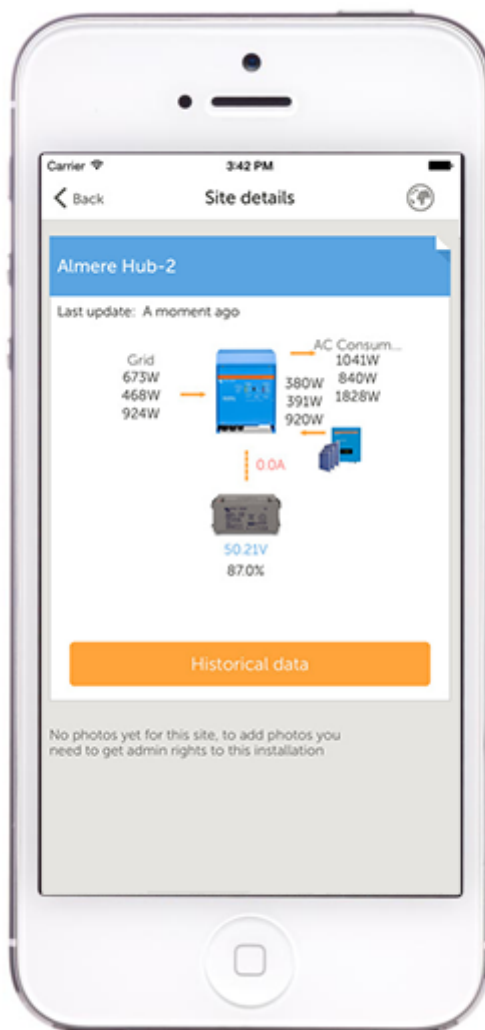 Carrier 3:42 PM
Back Site details
Almere Hub-2
Last update: A moment ago
Grid
673W
468W
924W
AC Consum...
1041W
840W
1828W
380W
391W
920W
0.0A
50.21V
87.0%
Historical data
No photos yet for this site, to add photos you
need to get admin rights to this installation